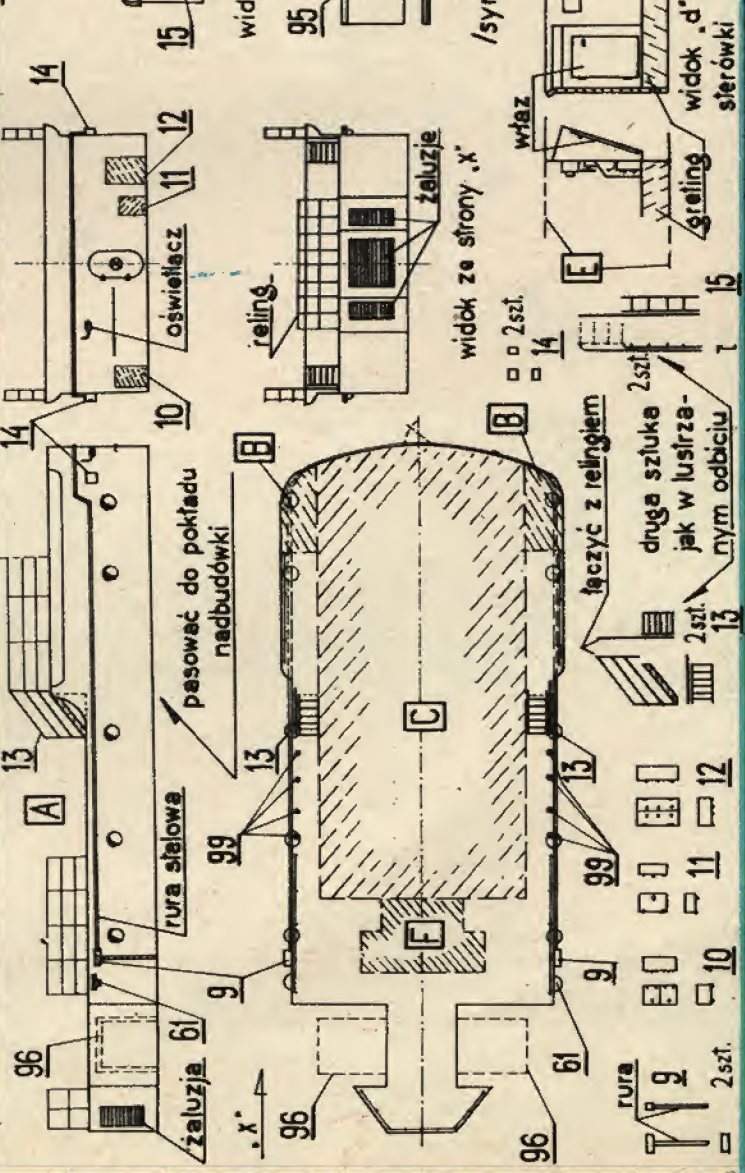 15
wid
95
/syn
14
12
11
oświetlacz
10
14
reling
żaluzje
widok ze strony „X"
właz
widok „d"
sterówki
greting
E
2szt.
14
15
2szt.
A
13
rura stalowa
pasować do pokładu
nadbudówki
96
61
żaluzja
9
„X"
B
B
C
F
13
99
13
99
9
61
96
96
łączyć z relingiem
druga sztuka
jak w lustrza-
nym odbiciu
2szt.
13
12
11
10
rura
9
2szt.